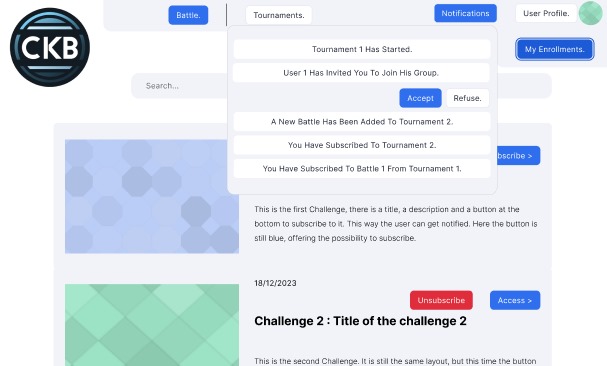 CKB
Battle.
Tournaments.
Notifications
User Profile.
My Enrollments.
Search...
Tournament 1 Has Started.
User 1 Has Invited You To Join His Group.
Accept
Refuse.
A New Battle Has Been Added To Tournament 2.
You Have Subscribed To Tournament 2.
You Have Subscribed To Battle 1 From Tournament 1.
bscribe >
This is the first Challenge, there is a title, a description and a button at the
bottom to subscribe to it. This way the user can get notified. Here the button is
still blue, offering the possibility to subscribe.
18/12/2023
Unsubscribe
Access >
Challenge 2 : Title of the challenge 2
This is the second Challenge. It is still the same layout, but this time the button